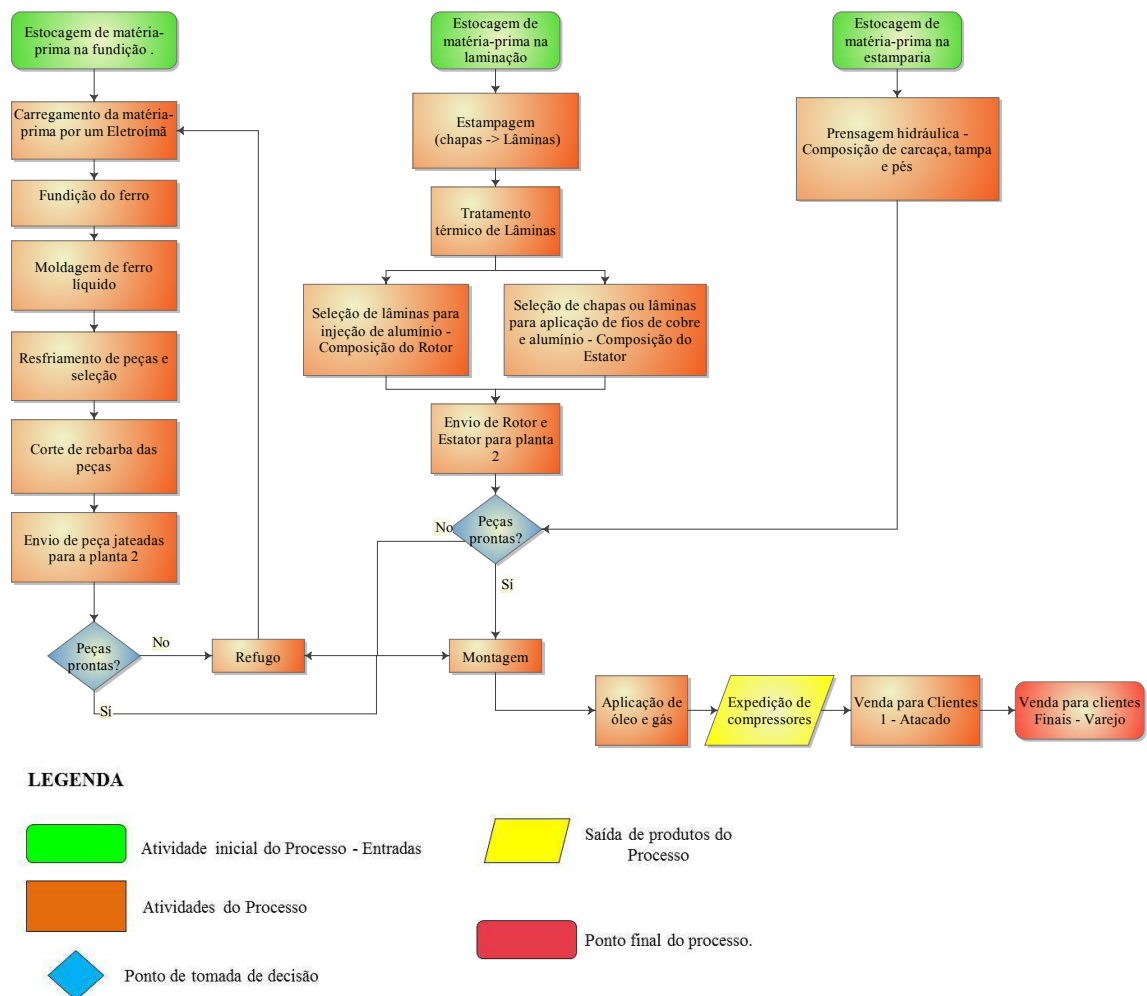 Estocagem de matéria-
prima na fundição .
Carregamento da matéria-
prima por um Eletroímã
Fundição do ferro
Moldagem de ferro
líquido
Resfriamento de peças e
seleção
Corte de rebarba das
peças
Envio de peça jateadas
para a planta 2
Peças
prontas?
No
Sí
Refugo
Estocagem de
matéria-prima na
laminação
Estampagem
(chapas -> Lâminas)
Tratamento
térmico de Lâminas
Seleção de lâminas para
injeção de alumínio -
Composição do Rotor
Seleção de chapas ou lâminas
para aplicação de fios de cobre
e alumínio - Composição do
Estator
Envio de Rotor e
Estator para planta
2
Peças
prontas?
No
Sí
Montagem
Estocagem de
matéria-prima na
estamparia
Prensagem hidráulica -
Composição de carcaça, tampa
e pés
Aplicação de
óleo e gás
Expedição de
compressores
Venda para Clientes
1 - Atacado
Venda para clientes
Finais - Varejo
LEGENDA
Atividade inicial do Processo - Entradas
Atividades do Processo
Ponto de tomada de decisão
Saída de produtos do
Processo
Ponto final do processo.